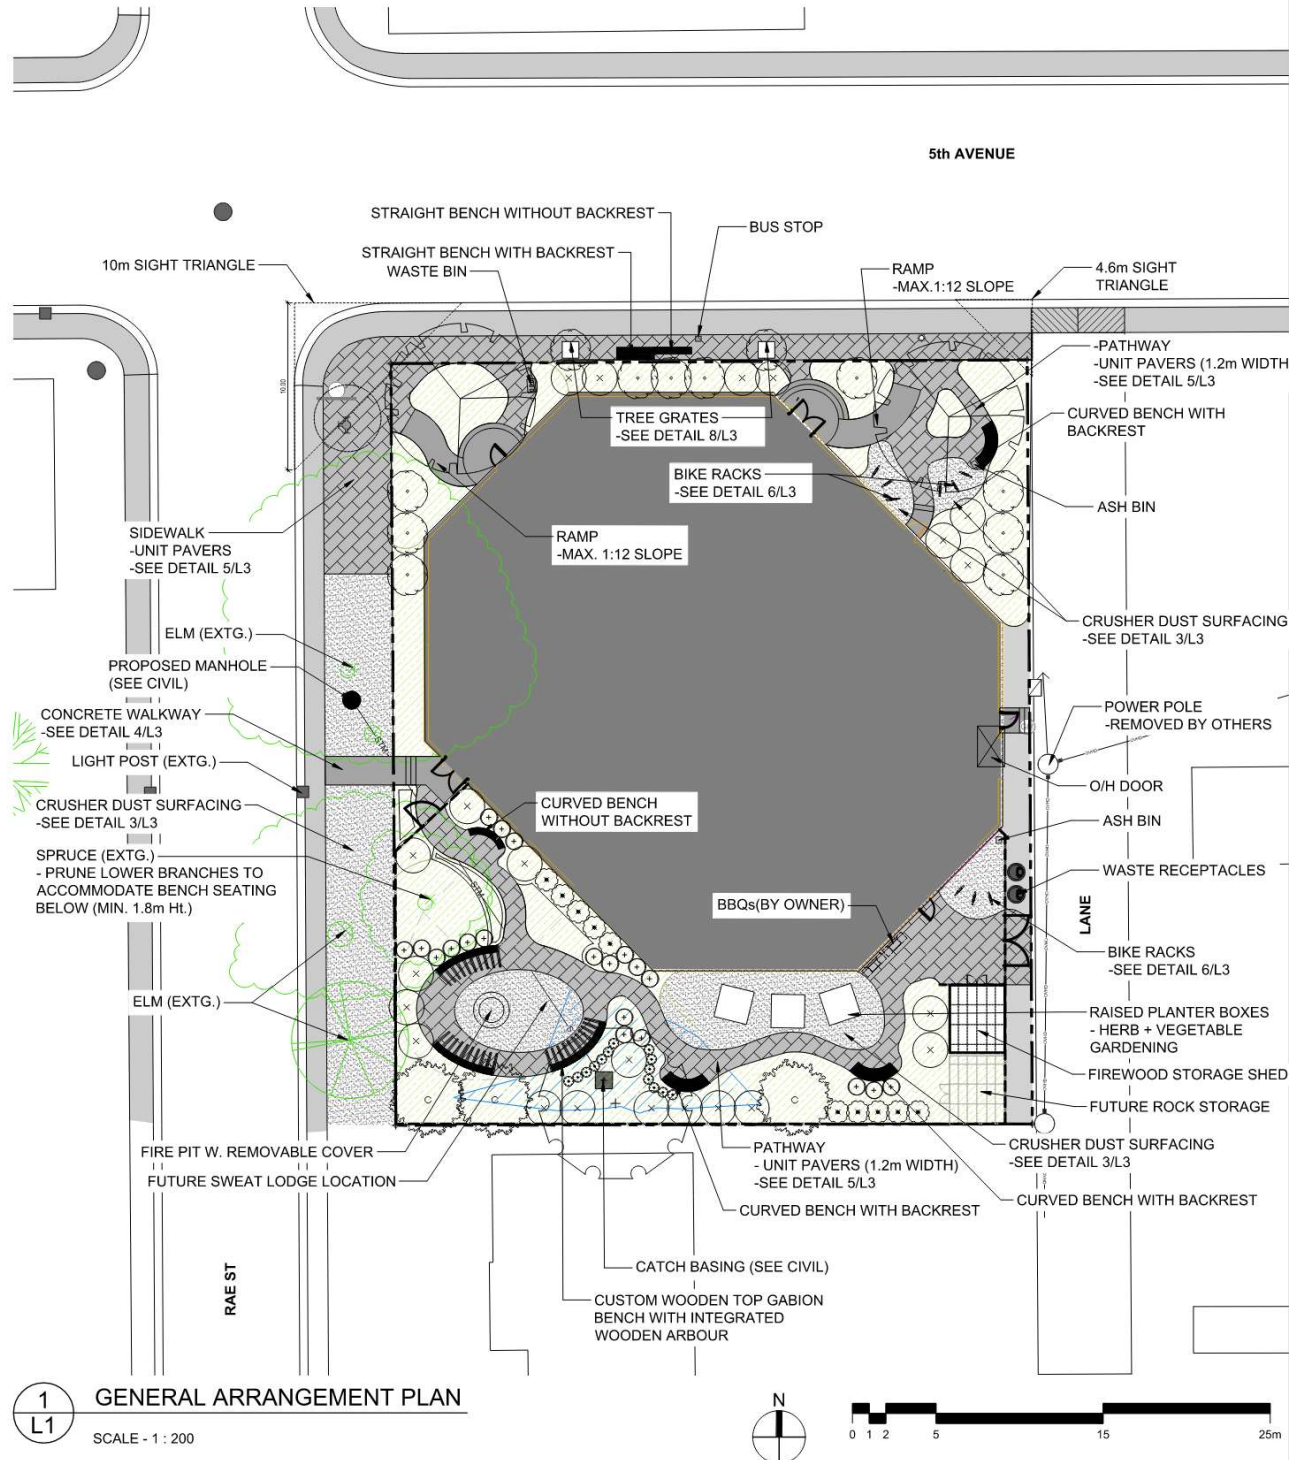 5th AVENUE
STRAIGHT BENCH WITHOUT BACKREST
BUS STOP
STRAIGHT BENCH WITH BACKREST
WASTE BIN
10m SIGHT TRIANGLE
RAMP
-MAX.1:12 SLOPE
4.6m SIGHT
TRIANGLE
-PATHWAY
-UNIT PAVERS (1.2m WIDTH
-SEE DETAIL 5/L3
10.00
CURVED BENCH WITH
BACKREST
TREE GRATES
-SEE DETAIL 8/L3
BIKE RACKS
-SEE DETAIL 6/L3
ASH BIN
SIDEWALK
-UNIT PAVERS
-SEE DETAIL 5/L3
RAMP
-MAX. 1:12 SLOPE
CRUSHER DUST SURFACING
-SEE DETAIL 3/L3
ELM (EXTG.)
PROPOSED MANHOLE
(SEE CIVIL)
CONCRETE WALKWAY
-SEE DETAIL 4/L3
POWER POLE
-REMOVED BY OTHERS
LIGHT POST (EXTG.)
O/H DOOR
CRUSHER DUST SURFACING
-SEE DETAIL 3/L3
CURVED BENCH
WITHOUT BACKREST
ASH BIN
SPRUCE (EXTG.)
- PRUNE LOWER BRANCHES TO
ACCOMMODATE BENCH SEATING
BELOW (MIN. 1.8m Ht.)
WASTE RECEPTACLES
BBQs(BY OWNER)
LANE
BIKE RACKS
-SEE DETAIL 6/L3
ELM (EXTG.)
RAISED PLANTER BOXES
- HERB + VEGETABLE
GARDENING
FIREWOOD STORAGE SHED
FUTURE ROCK STORAGE
FIRE PIT W. REMOVABLE COVER
PATHWAY
- UNIT PAVERS (1.2m WIDTH)
-SEE DETAIL 5/L3
CRUSHER DUST SURFACING
-SEE DETAIL 3/L3
FUTURE SWEAT LODGE LOCATION
CURVED BENCH WITH BACKREST
CURVED BENCH WITH BACKREST
CATCH BASING (SEE CIVIL)
RAE ST
CUSTOM WOODEN TOP GABION
BENCH WITH INTEGRATED
WOODEN ARBOUR
1
L1
GENERAL ARRANGEMENT PLAN
SCALE - 1 : 200
N
0 1 2 5 15 25m